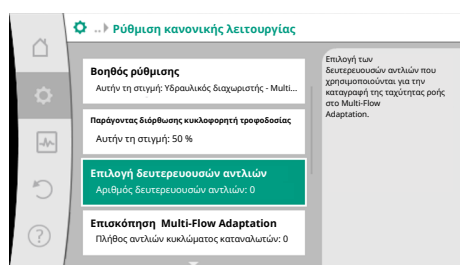 ..▶ Ρύθμιση κανονικής λειτουργίας
Βοηθός ρύθμισης
Αυτήν τη στιγμή: Υδραυλικός διαχωριστής - Multi...
Παράγοντας διόρθωσης κυκλοφορητή τροφοδοσίας
Αυτήν τη στιγμή: 50 %
Επιλογή δευτερευουσών αντλιών
Αριθμός δευτερευουσών αντλιών: 0
Επισκόπηση Multi-Flow Adaptation
Πλήθος αντλιών κυκλώματος καταναλωτών: 0
Επιλογή των
δευτερευουσών αντλιών που
χρησιμοποιούνται για την
καταγραφή της ταχύτητας ροής
στο Multi-Flow
Adaptation.